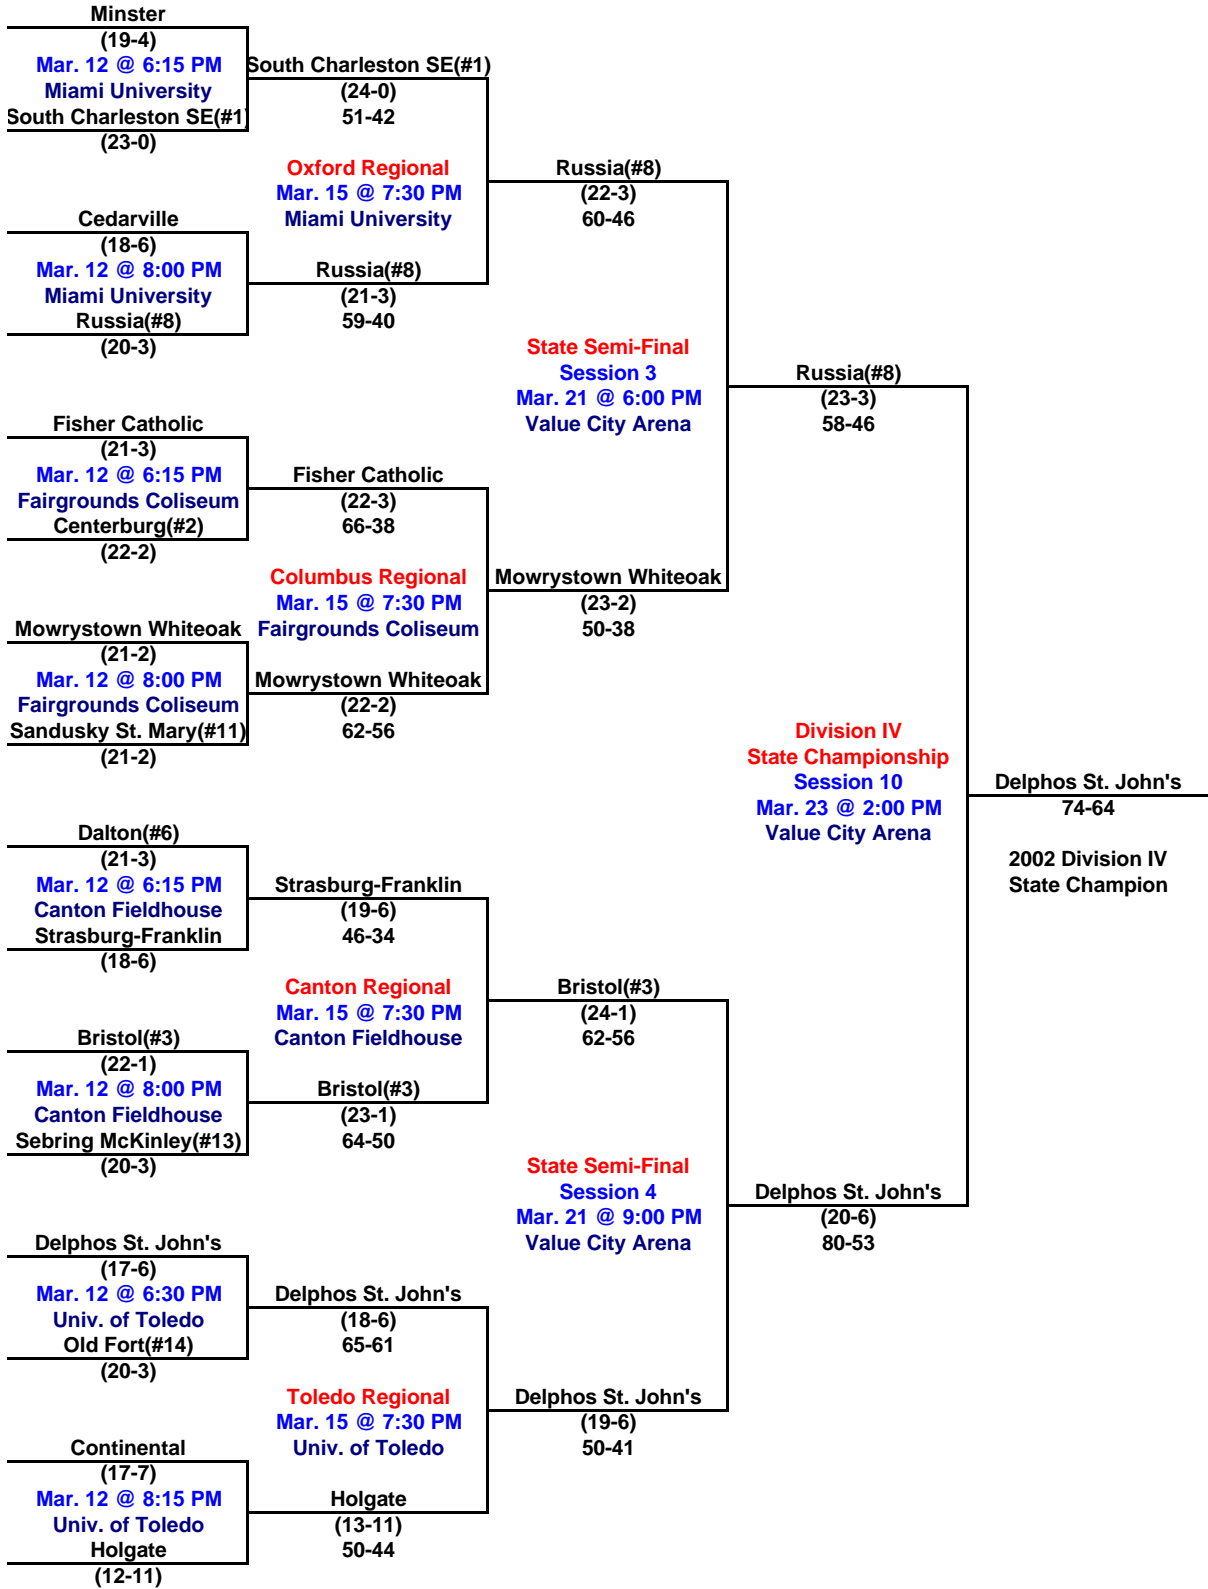 Minster
(19-4)
Mar. 12 @ 6:15 PM
Miami University
South Charleston SE(#1)
(23-0)
Cedarville
(18-6)
Mar. 12 @ 8:00 PM
Miami University
Russia(#8)
(20-3)
Fisher Catholic
(21-3)
Mar. 12 @ 6:15 PM
Fairgrounds Coliseum
Centerburg(#2)
(22-2)
Mowrystown Whiteoak
(21-2)
Mar. 12 @ 8:00 PM
Fairgrounds Coliseum
Sandusky St. Mary(#11)
(21-2)
Dalton(#6)
(21-3)
Mar. 12 @ 6:15 PM
Canton Fieldhouse
Strasburg-Franklin
(18-6)
Bristol(#3)
(22-1)
Mar. 12 @ 8:00 PM
Canton Fieldhouse
Sebring McKinley(#13)
(20-3)
Delphos St. John's
(17-6)
Mar. 12 @ 6:30 PM
Univ. of Toledo
Old Fort(#14)
(20-3)
Continental
(17-7)
Mar. 12 @ 8:15 PM
Univ. of Toledo
Holgate
(12-11)
South Charleston SE(#1)
(24-0)
51-42
Oxford Regional
Mar. 15 @ 7:30 PM
Miami University
Russia(#8)
(21-3)
59-40
Fisher Catholic
(22-3)
66-38
Columbus Regional
Mar. 15 @ 7:30 PM
Fairgrounds Coliseum
Mowrystown Whiteoak
(22-2)
62-56
Strasburg-Franklin
(19-6)
46-34
Canton Regional
Mar. 15 @ 7:30 PM
Canton Fieldhouse
Bristol(#3)
(23-1)
64-50
Delphos St. John's
(18-6)
65-61
Toledo Regional
Mar. 15 @ 7:30 PM
Univ. of Toledo
Holgate
(13-11)
50-44
Russia(#8)
(22-3)
60-46
State Semi-Final
Session 3
Mar. 21 @ 6:00 PM
Value City Arena
Mowrystown Whiteoak
(23-2)
50-38
Bristol(#3)
(24-1)
62-56
State Semi-Final
Session 4
Mar. 21 @ 9:00 PM
Value City Arena
Delphos St. John's
(19-6)
50-41
Russia(#8)
(23-3)
58-46
Division IV
State Championship
Session 10
Mar. 23 @ 2:00 PM
Value City Arena
Delphos St. John's
(20-6)
80-53
Delphos St. John's
74-64
2002 Division IV
State Champion